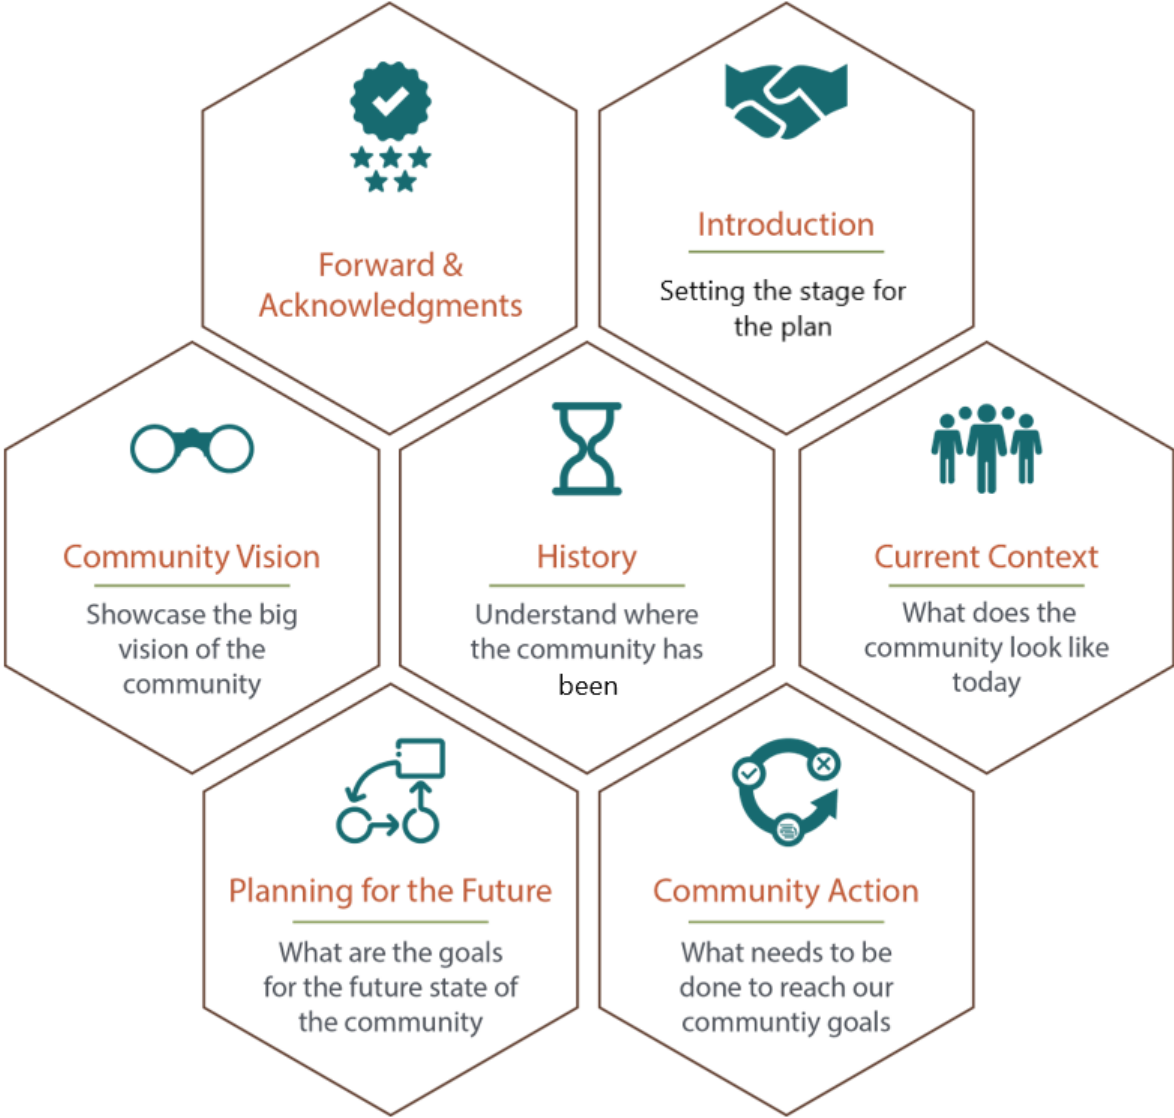 Forward &
Acknowledgments
Introduction
Setting the stage for
the plan
Community Vision
Showcase the big
vision of the
community
History
Understand where
the community has
been
Current Context
What does the
community look like
today
Planning for the Future
What are the goals
for the future state of
the community
Community Action
What needs to be
done to reach our
communtiy goals